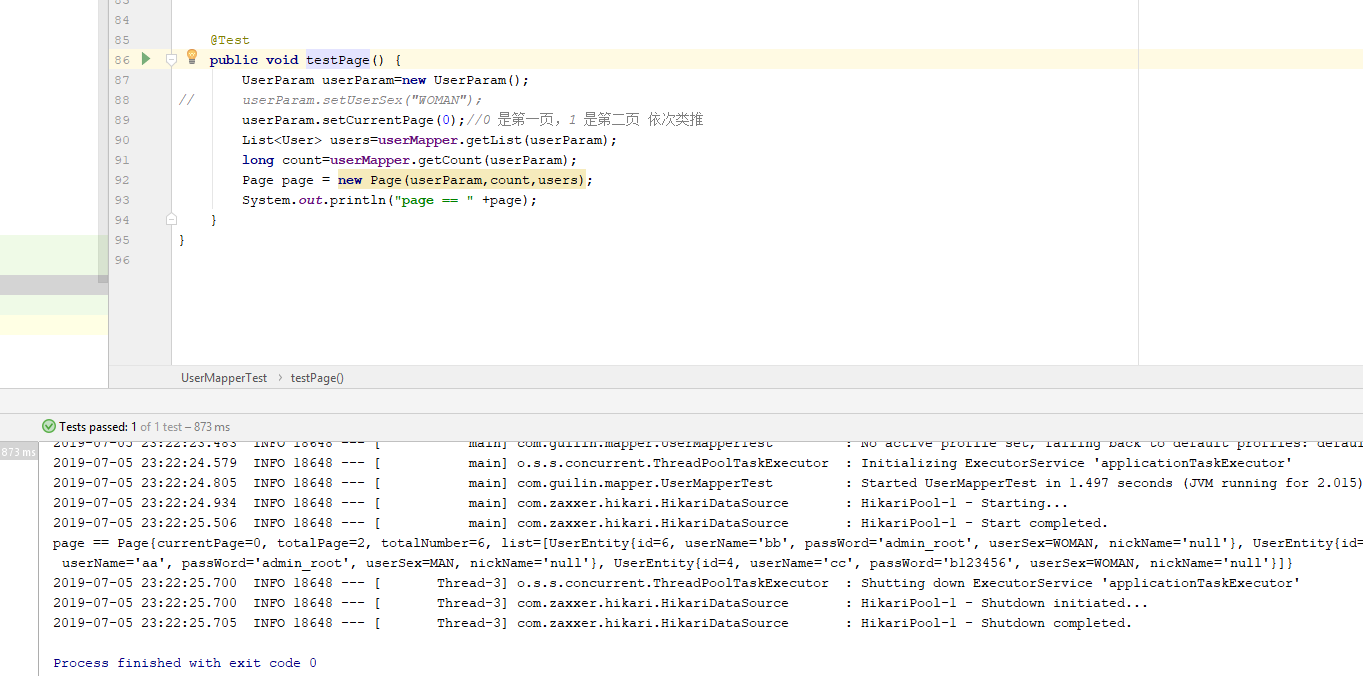 83
84
85 @Test
86 public void testPage() {
87 UserParam userParam=new UserParam();
88 // userParam.setUserSex("WOMAN");
89 userParam.setCurrentPage(0);//0 是第一页，1 是第二页 依次类推
90 List<User> users=userMapper.getList(userParam);
91 long count=userMapper.getCount(userParam);
92 Page page = new Page(userParam,count,users);
93 System.out.println("page == " +page);
94 }
95 }
96
UserMapperTest > testPage()
Tests passed: 1 of 1 test – 873 ms
873 ms
2019-07-05 23:22:23.483 INFO 18648 --- [ main] com.guilin.mapper.UserMapperTest : No active profile set, falling back to default profiles:
2019-07-05 23:22:24.579 INFO 18648 --- [ main] o.s.s.concurrent.ThreadPoolTaskExecutor : Initializing ExecutorService 'applicationTaskExecutor'
2019-07-05 23:22:24.805 INFO 18648 --- [ main] com.guilin.mapper.UserMapperTest : Started UserMapperTest in 1.497 seconds (JVM running for 2.015)
2019-07-05 23:22:24.934 INFO 18648 --- [ main] com.zaxxer.hikari.HikariDataSource : HikariPool-1 - Starting...
2019-07-05 23:22:25.506 INFO 18648 --- [ main] com.zaxxer.hikari.HikariDataSource : HikariPool-1 - Start completed.
page == Page{currentPage=0, totalPage=2, totalNumber=6, list=[UserEntity{id=6, userName='bb', passWord='admin_root', userSex=WOMAN, nickName='null'}, UserEntity{id=
userName='aa', passWord='admin_root', userSex=MAN, nickName='null'}, UserEntity{id=4, userName='cc', passWord='b123456', userSex=WOMAN, nickName='null'}]}
2019-07-05 23:22:25.700 INFO 18648 --- [ Thread-3] o.s.s.concurrent.ThreadPoolTaskExecutor : Shutting down ExecutorService 'applicationTaskExecutor'
2019-07-05 23:22:25.700 INFO 18648 --- [ Thread-3] com.zaxxer.hikari.HikariDataSource : HikariPool-1 - Shutdown initiated...
2019-07-05 23:22:25.705 INFO 18648 --- [ Thread-3] com.zaxxer.hikari.HikariDataSource : HikariPool-1 - Shutdown completed.
Process finished with exit code 0